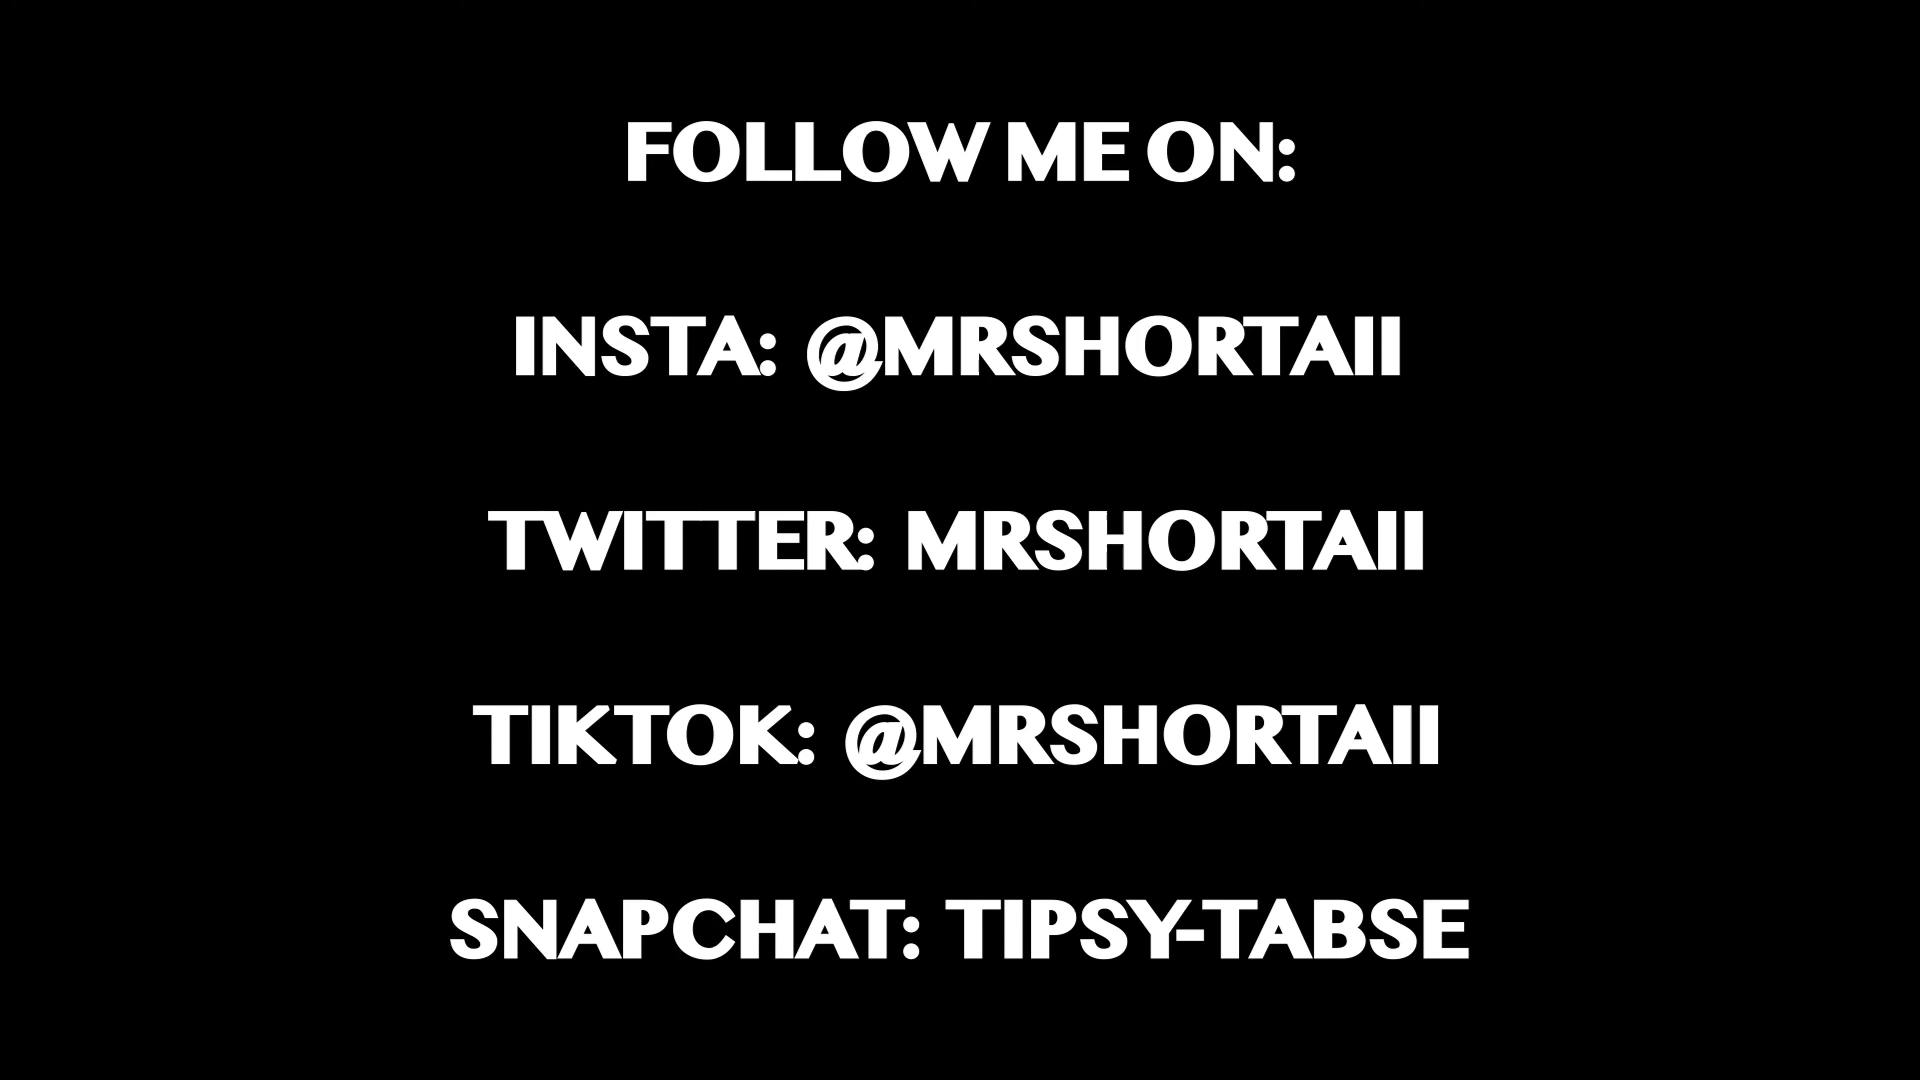 FOLLOW ME ON:
INSTA: @MRSHORTAII
TWITTER: MRSHORTAII
TIKTOK: @MRSHORTAII
SNAPCHAT: TIPSY-TABSE